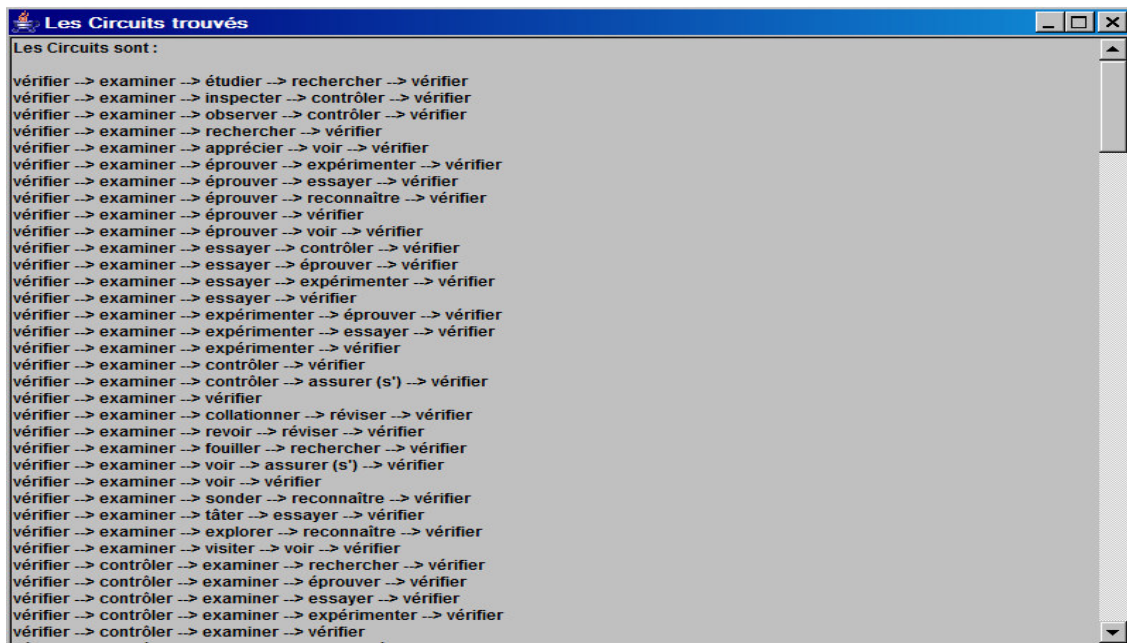 Les Circuits trouvés
Les Circuits sont :
vérifier --> examiner --> étudier --> rechercher --> vérifier
vérifier --> examiner --> inspecter --> contrôler --> vérifier
vérifier --> examiner --> observer --> contrôler --> vérifier
vérifier --> examiner --> rechercher --> vérifier
vérifier --> examiner --> apprécier --> voir --> vérifier
vérifier --> examiner --> éprouver --> expérimenter --> vérifier
vérifier --> examiner --> éprouver --> essayer --> vérifier
vérifier --> examiner --> éprouver --> reconnaître --> vérifier
vérifier --> examiner --> éprouver --> vérifier
vérifier --> examiner --> éprouver --> voir --> vérifier
vérifier --> examiner --> essayer --> contrôler --> vérifier
vérifier --> examiner --> essayer --> éprouver --> vérifier
vérifier --> examiner --> essayer --> expérimenter --> vérifier
vérifier --> examiner --> essayer --> vérifier
vérifier --> examiner --> expérimenter --> éprouver --> vérifier
vérifier --> examiner --> expérimenter --> essayer --> vérifier
vérifier --> examiner --> expérimenter --> vérifier
vérifier --> examiner --> contrôler --> vérifier
vérifier --> examiner --> contrôler --> assurer (s') --> vérifier
vérifier --> examiner --> vérifier
vérifier --> examiner --> collationner --> réviser --> vérifier
vérifier --> examiner --> revoir --> réviser --> vérifier
vérifier --> examiner --> fouiller --> rechercher --> vérifier
vérifier --> examiner --> voir --> assurer (s') --> vérifier
vérifier --> examiner --> voir --> vérifier
vérifier --> examiner --> sonder --> reconnaître --> vérifier
vérifier --> examiner --> tâter --> essayer --> vérifier
vérifier --> examiner --> explorer --> reconnaître --> vérifier
vérifier --> examiner --> visiter --> voir --> vérifier
vérifier --> contrôler --> examiner --> rechercher --> vérifier
vérifier --> contrôler --> examiner --> éprouver --> vérifier
vérifier --> contrôler --> examiner --> essayer --> vérifier
vérifier --> contrôler --> examiner --> expérimenter --> vérifier
vérifier --> contrôler --> examiner --> vérifier